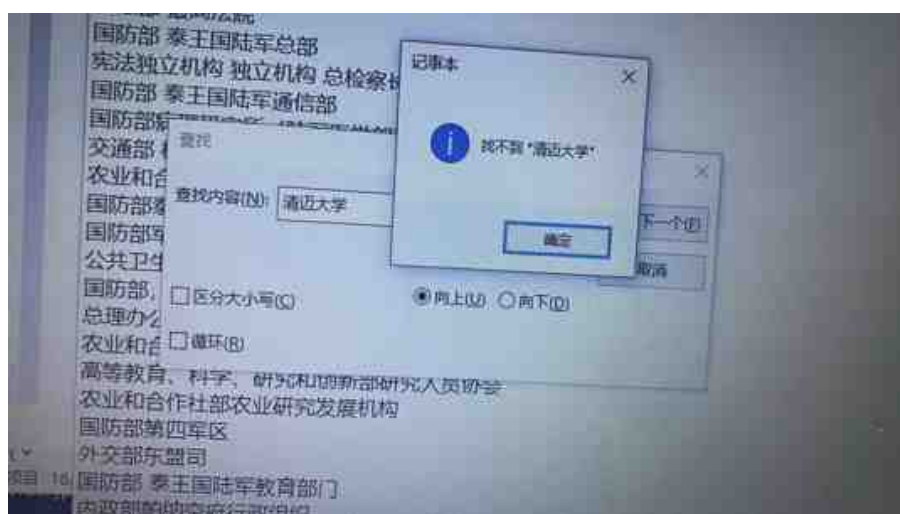 国防部 泰王国陆军总部
宪法独立机构 独立机构 总检察长
国防部 泰王国陆军通信部
国防部
交通部
农业和合
国防部
国防部
公共卫生
国防部,
总理办公
农业和合
高等教育、科学、研究和创新部研究人员协会
农业和合作社部农业研究发展机构
国防部第四军区
外交部东盟司
国防部 泰王国陆军教育部门
记事本
找不到"清迈大学"
确定
查找
查找内容(N):
清迈大学
下一个(F)
取消
区分大小写(C)
向上(U)
向下(D)
循环(R)
项目